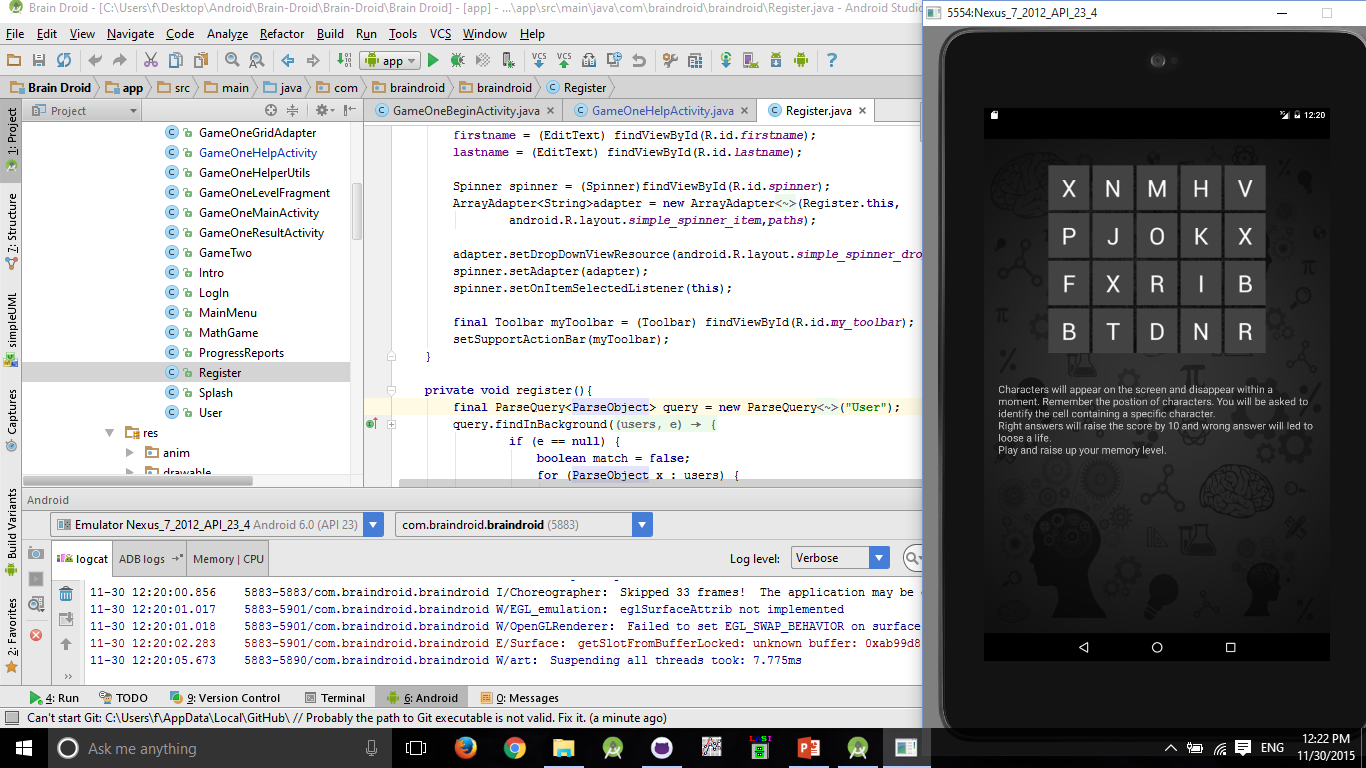 Brain Droid - [C:\Users\f\Desktop\Android\Brain-Droid\Brain-Droid\Brain Droid] - [app] - ...\app\src\main\java\com\braindroid\braindroid\Register.java - Android Studio
File Edit View Navigate Code Analyze Refactor Build Run Tools VCS Window Help
app
Brain Droid app src main java com braindroid braindroid Register
Project
GameOneBeginActivity.java GameOneHelpActivity.java Register.java
1: Project
7: Structure
simpleUML
Captures
Build Variants
2: Favorites
GameOneGridAdapter
GameOneHelpActivity
GameOneHelperUtils
GameOneLevelFragment
GameOneMainActivity
GameOneResultActivity
GameTwo
Intro
LogIn
MainMenu
MathGame
ProgressReports
Register
Splash
User
res
anim
drawable
firstname = (EditText) findViewById(R.id.firstname);
lastname = (EditText) findViewById(R.id.lastname);
Spinner spinner = (Spinner)findViewById(R.id.spinner);
ArrayAdapter<String>adapter = new ArrayAdapter<~>(Register.this,
android.R.layout.simple_spinner_item,paths);
adapter.setDropDownViewResource(android.R.layout.simple_spinner_dro
spinner.setAdapter(adapter);
spinner.setOnItemSelectedListener(this);
final Toolbar myToolbar = (Toolbar) findViewById(R.id.my_toolbar);
setSupportActionBar(myToolbar);
}
private void register(){
final ParseQuery<ParseObject> query = new ParseQuery<~>("User");
query.findInBackground((users, e) → {
if (e == null) {
boolean match = false;
for (ParseObject x : users) {
Android
Emulator Nexus_7_2012_API_23_4 Android 6.0 (API 23) com.braindroid.braindroid (5883)
logcat ADB logs Memory | CPU Log level: Verbose
11-30 12:20:00.856 5883-5883/com.braindroid.braindroid I/Choreographer: Skipped 33 frames! The application may be
11-30 12:20:01.017 5883-5901/com.braindroid.braindroid W/EGL_emulation: eglSurfaceAttrib not implemented
11-30 12:20:01.018 5883-5901/com.braindroid.braindroid W/OpenGLRenderer: Failed to set EGL_SWAP_BEHAVIOR on surface
11-30 12:20:02.283 5883-5901/com.braindroid.braindroid E/Surface: getSlotFromBufferLocked: unknown buffer: 0xab99d8
11-30 12:20:05.673 5883-5890/com.braindroid.braindroid W/art: Suspending all threads took: 7.775ms
4: Run TODO 9: Version Control Terminal 6: Android 0: Messages
Can't start Git: C:\Users\f\AppData\Local\GitHub\ // Probably the path to Git executable is not valid. Fix it. (a minute ago)
5554:Nexus_7_2012_API_23_4
12:20
X N M H V
P J O K X
F X R I B
B T D N R
Characters will appear on the screen and disappear within a
moment. Remember the postion of characters. You will be asked to
identify the cell containing a specific character.
Right answers will raise the score by 10 and wrong answer will led to
loose a life.
Play and raise up your memory level.
Ask me anything
ENG
12:22 PM
11/30/2015